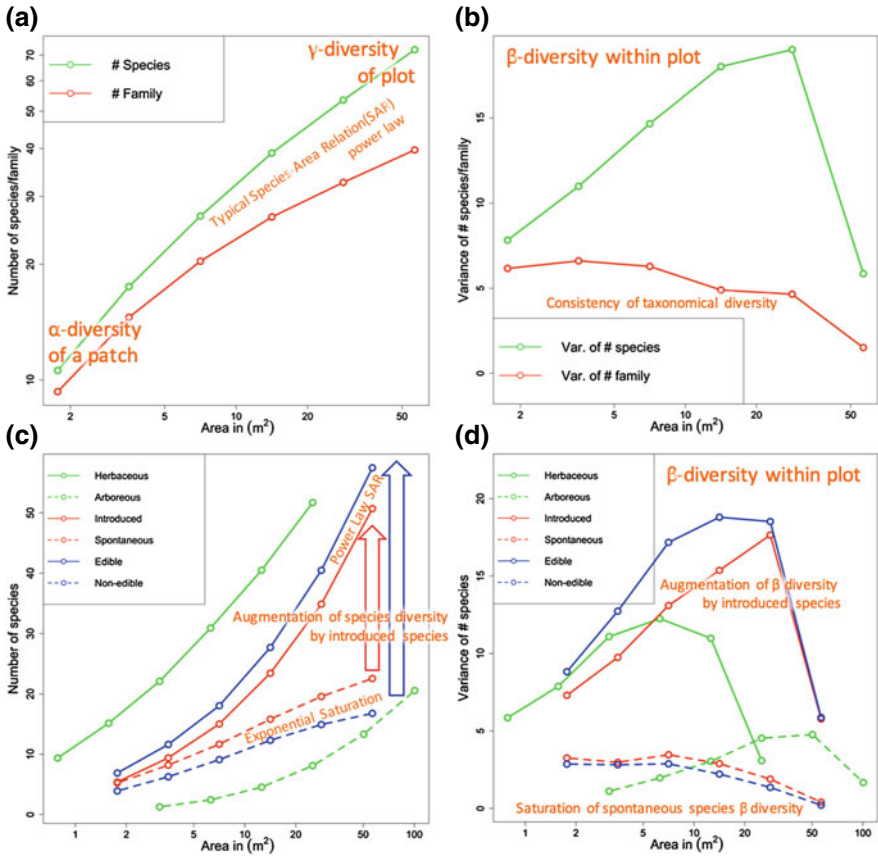 (a)
γ-diversity
of plot
# Species
# Family
Typical Species-Area Relation(SAR)
power law
α-diversity
of a patch
Number of species/family
10
20
30
40
50
60
70
2
5
10
20
50
Area in (m²)
(b)
β-diversity within plot
Consistency of taxonomical diversity
Var. of # species
Var. of # family
Variance of # species/family
0
5
10
15
2
5
10
20
50
Area in (m²)
(c)
Herbaceous
Arboreous
Introduced
Spontaneous
Edible
Non-edible
Power Law SAR
Augmentation of species diversity
by introduced species
Exponential Saturation
Number of species
0
10
20
30
40
50
1
2
5
10
20
50
100
Area in (m²)
(d)
β-diversity within plot
Herbaceous
Arboreous
Introduced
Spontaneous
Edible
Non-edible
Augmentation of β diversity
by introduced species
Saturation of spontaneous species β diversity
Variance of # species
0
5
10
15
20
1
2
5
10
20
50
100
Area in (m²)